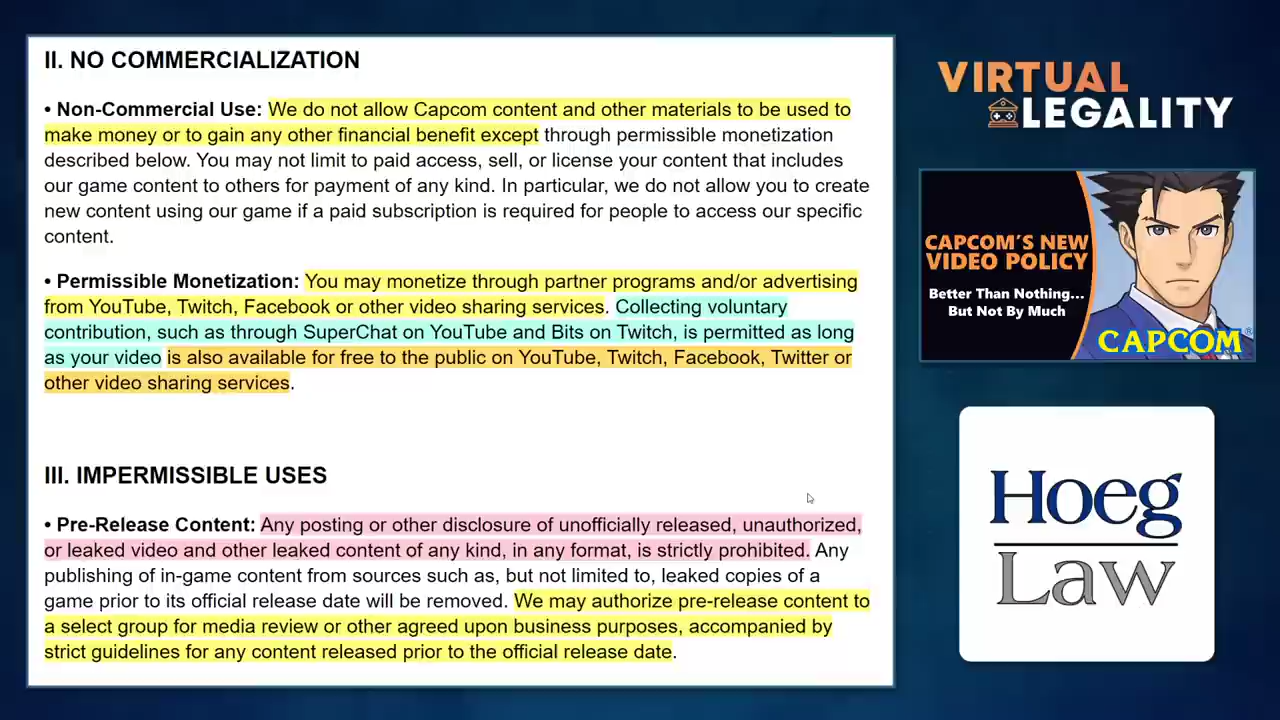 II. NO COMMERCIALIZATION
• Non-Commercial Use: We do not allow Capcom content and other materials to be used to
make money or to gain any other financial benefit except through permissible monetization
described below. You may not limit to paid access, sell, or license your content that includes
our game content to others for payment of any kind. In particular, we do not allow you to create
new content using our game if a paid subscription is required for people to access our specific
content.
• Permissible Monetization: You may monetize through partner programs and/or advertising
from YouTube, Twitch, Facebook or other video sharing services. Collecting voluntary
contribution, such as through SuperChat on YouTube and Bits on Twitch, is permitted as long
as your video is also available for free to the public on YouTube, Twitch, Facebook, Twitter or
other video sharing services.
III. IMPERMISSIBLE USES
• Pre-Release Content: Any posting or other disclosure of unofficially released, unauthorized,
or leaked video and other leaked content of any kind, in any format, is strictly prohibited. Any
publishing of in-game content from sources such as, but not limited to, leaked copies of a
game prior to its official release date will be removed. We may authorize pre-release content to
a select group for media review or other agreed upon business purposes, accompanied by
strict guidelines for any content released prior to the official release date.
VIRTUAL
LEGALITY
CAPCOM'S NEW
VIDEO POLICY
Better Than Nothing...
But Not By Much
CAPCOM®
Hoeg
Law